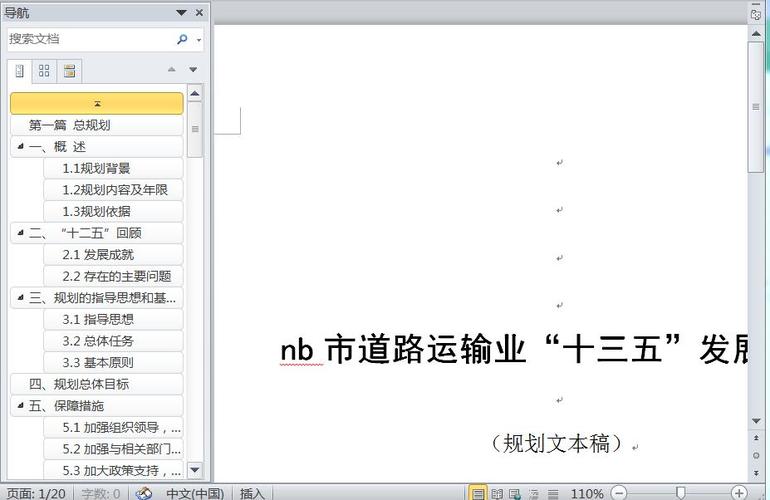 导航
搜索文档
第一篇 总规划
一、概 述
1.1规划背景
1.2规划内容及年限
1.3规划依据
二、“十二五”回顾
2.1 发展成就
2.2 存在的主要问题
三、规划的指导思想和基...
3.1 指导思想
3.2 总体任务
3.3 基本原则
四、规划总体目标
五、保障措施
5.1 加强组织领导，...
5.2 加强与相关部门...
5.3 加大政策支持，...
nb 市道路运输业“十三五”发展
（规划文本稿）
页面: 1/20 字数: 0 中文(中国) 插入 110%